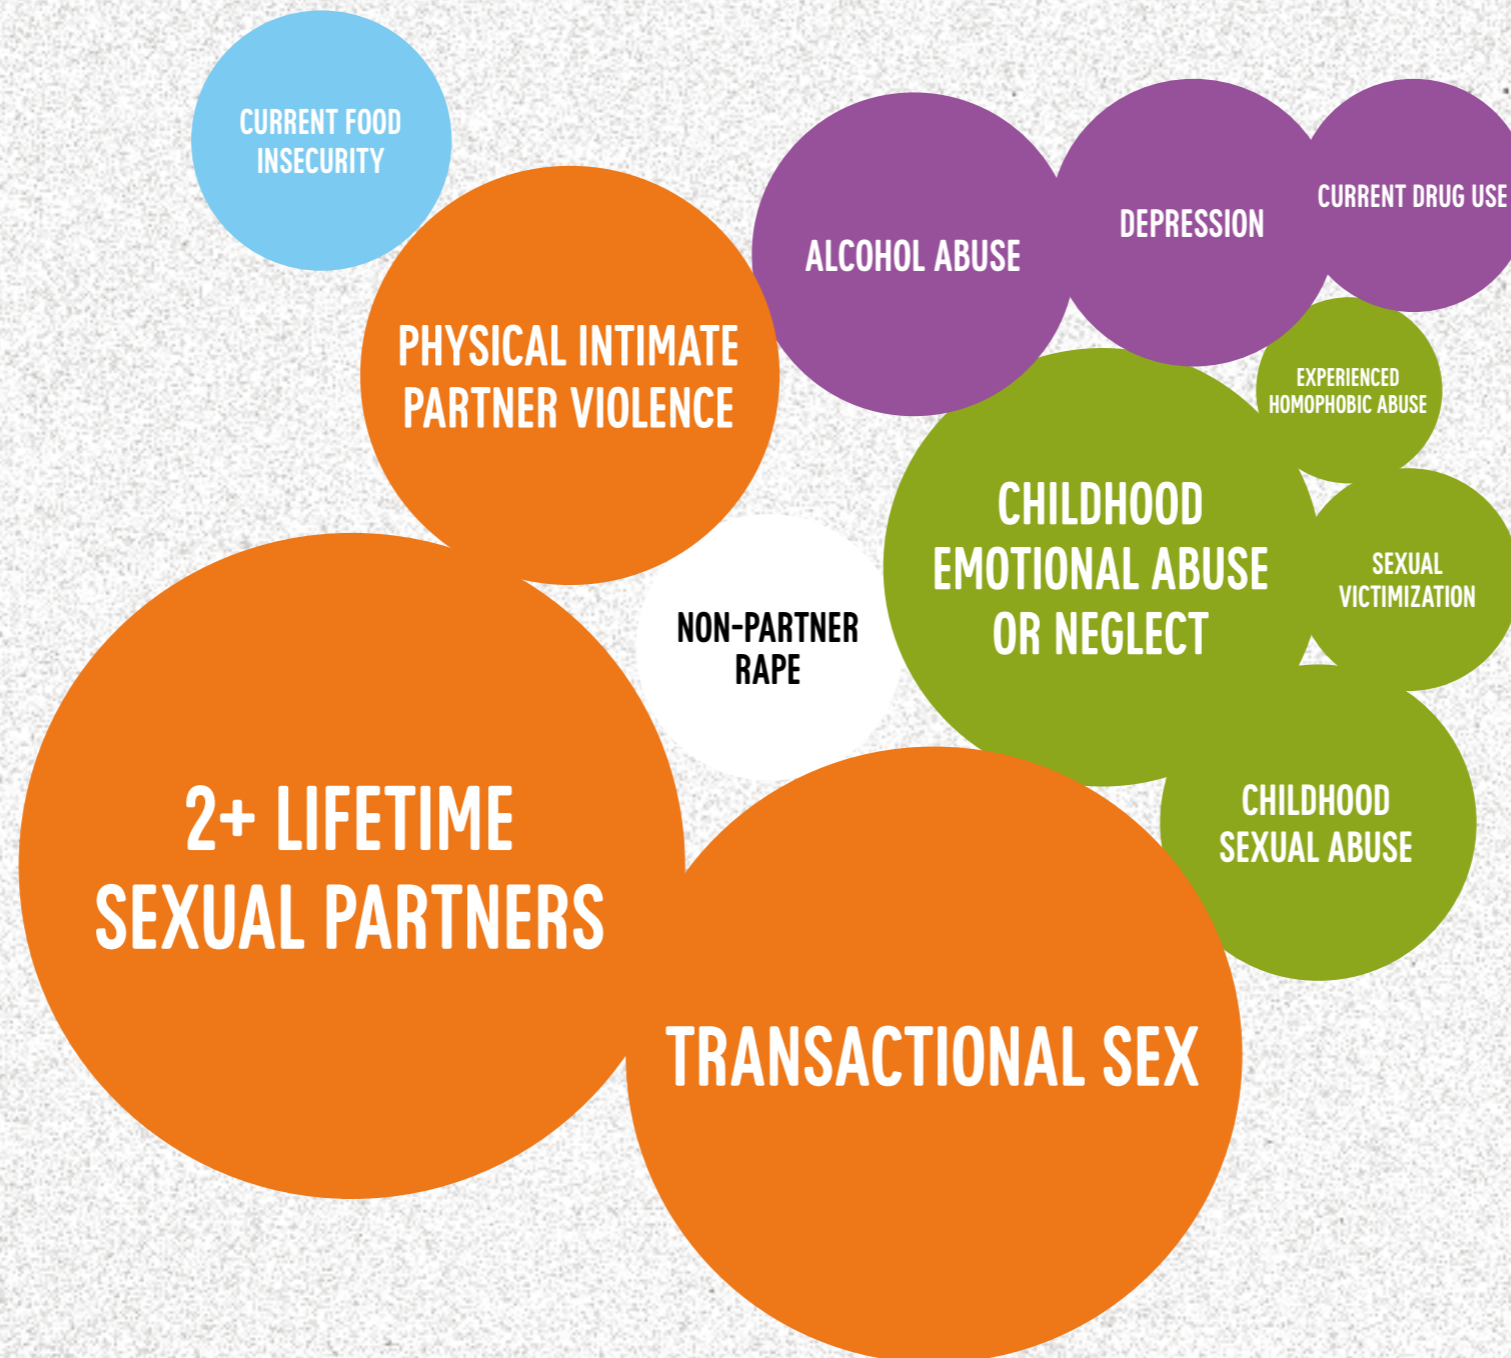 CURRENT FOOD
INSECURITY
PHYSICAL INTIMATE
PARTNER VIOLENCE
ALCOHOL ABUSE
DEPRESSION
CURRENT DRUG USE
EXPERIENCED
HOMOPHOBIC ABUSE
CHILDHOOD
EMOTIONAL ABUSE
OR NEGLECT
SEXUAL
VICTIMIZATION
NON-PARTNER
RAPE
CHILDHOOD
SEXUAL ABUSE
2+ LIFETIME
SEXUAL PARTNERS
TRANSACTIONAL SEX